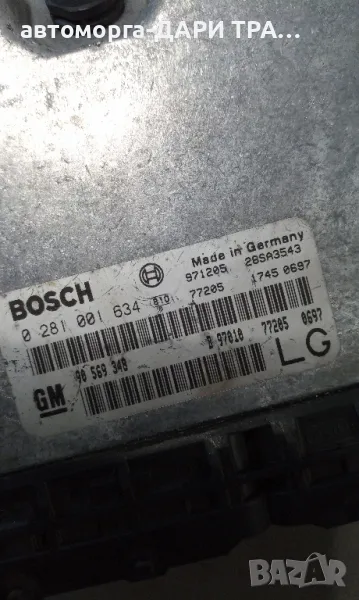 автоморга-ДАРИ ТРА...
BOSCH
Made in Germany
971205 28SA3543
0 281 001 634 77205 1745 0697
GM
90 569 349
77205 0697
LG
BAZAR